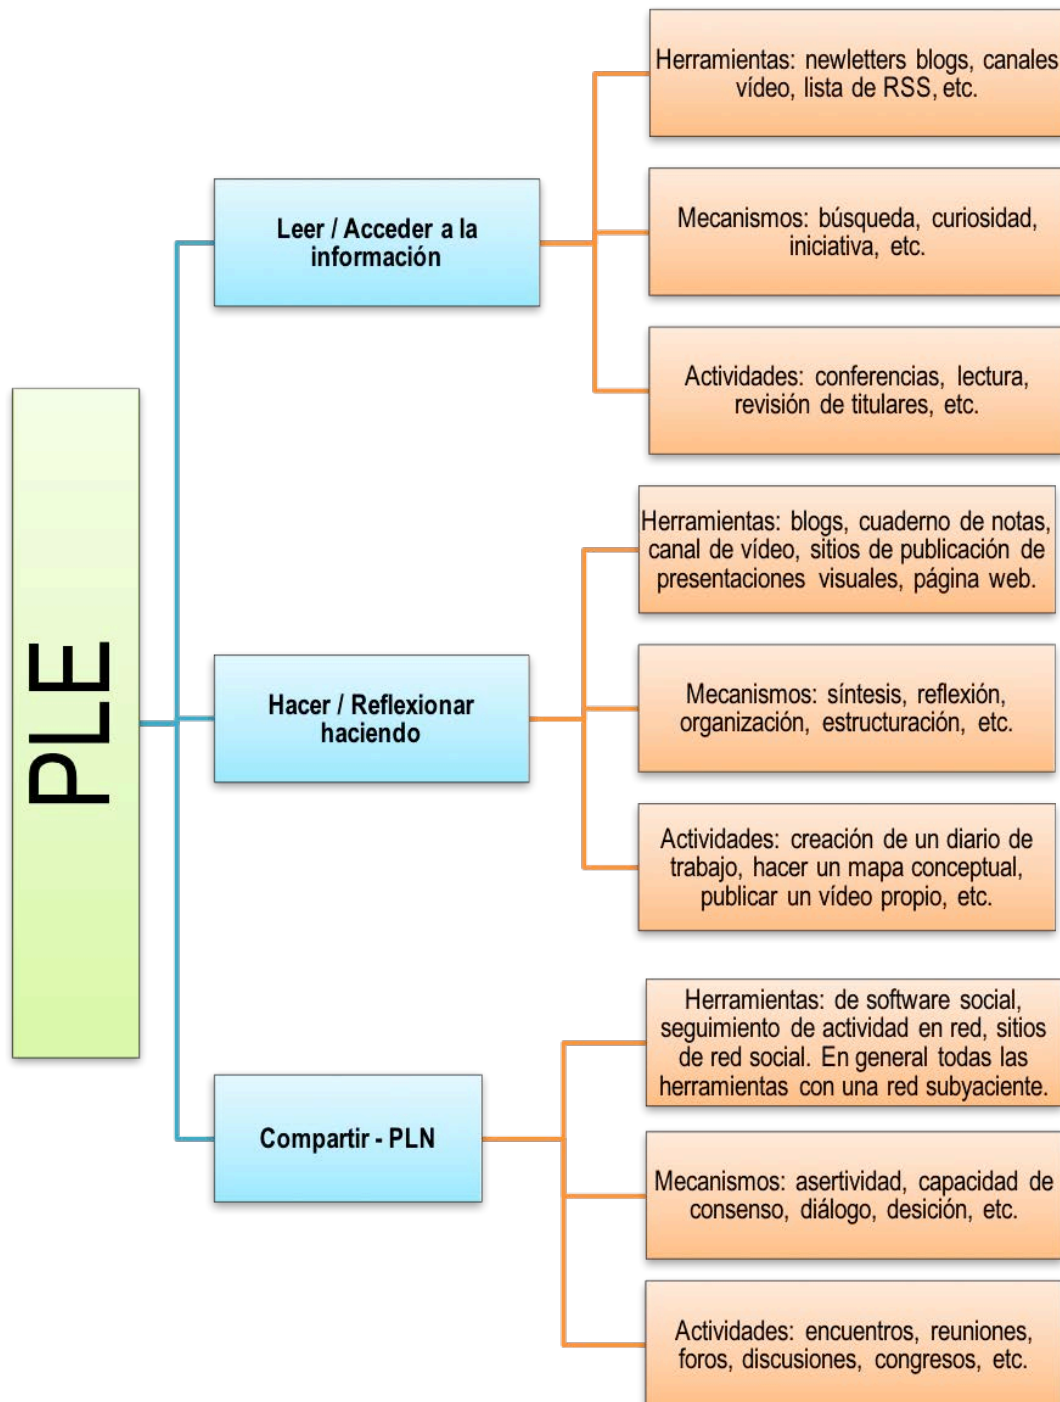 PLE
Leer / Acceder a la
información
Herramientas: newletters blogs, canales
vídeo, lista de RSS, etc.
Mecanismos: búsqueda, curiosidad,
iniciativa, etc.
Actividades: conferencias, lectura,
revisión de titulares, etc.
Hacer / Reflexionar
haciendo
Herramientas: blogs, cuaderno de notas,
canal de vídeo, sitios de publicación de
presentaciones visuales, página web.
Mecanismos: síntesis, reflexión,
organización, estructuración, etc.
Actividades: creación de un diario de
trabajo, hacer un mapa conceptual,
publicar un vídeo propio, etc.
Compartir - PLN
Herramientas: de software social,
seguimiento de actividad en red, sitios
de red social. En general todas las
herramientas con una red subyaciente.
Mecanismos: asertividad, capacidad de
consenso, diálogo, desición, etc.
Actividades: encuentros, reuniones,
foros, discusiones, congresos, etc.